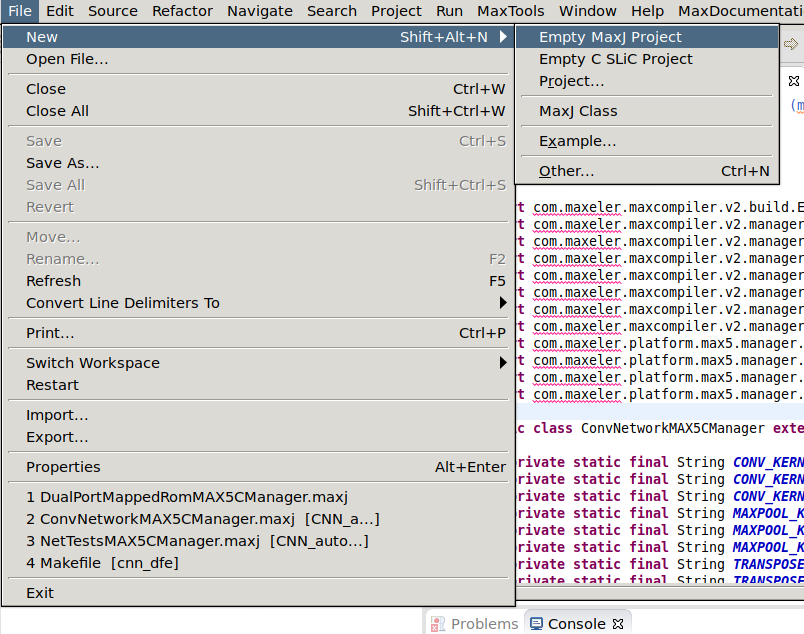 File Edit Source Refactor Navigate Search Project Run MaxTools Window Help MaxDocumentati
New Shift+Alt+N
Open File...
Close Ctrl+W
Close All Shift+Ctrl+W
Save Ctrl+S
Save As...
Save All Shift+Ctrl+S
Revert
Move...
Rename... F2
Refresh F5
Convert Line Delimiters To
Print... Ctrl+P
Switch Workspace
Restart
Import...
Export...
Properties Alt+Enter
1 DualPortMappedRomMAX5CManager.maxj
2 ConvNetworkMAX5CManager.maxj [CNN_a...]
3 NetTestsMAX5CManager.maxj [CNN_auto...]
4 Makefile [cnn_dfe]
Exit
Empty MaxJ Project
Empty C SLiC Project
Project...
MaxJ Class
Example...
Other... Ctrl+N
(m
rt com.maxeler.maxcompiler.v2.build.E
rt com.maxeler.maxcompiler.v2.manager
rt com.maxeler.maxcompiler.v2.manager
rt com.maxeler.maxcompiler.v2.manager
rt com.maxeler.maxcompiler.v2.manager
rt com.maxeler.maxcompiler.v2.manager
rt com.maxeler.maxcompiler.v2.manager
rt com.maxeler.maxcompiler.v2.manager
rt com.maxeler.platform.max5.manager.
rt com.maxeler.platform.max5.manager.
rt com.maxeler.platform.max5.manager.
rt com.maxeler.platform.max5.manager.
ic class ConvNetworkMAX5CManager exte
private static final String CONV_KERN
private static final String CONV_KERN
private static final String CONV_KERN
private static final String MAXPOOL_K
private static final String MAXPOOL_K
private static final String MAXPOOL_K
private static final String TRANSPOSE
private static final String TRANSPOSE
Problems Console